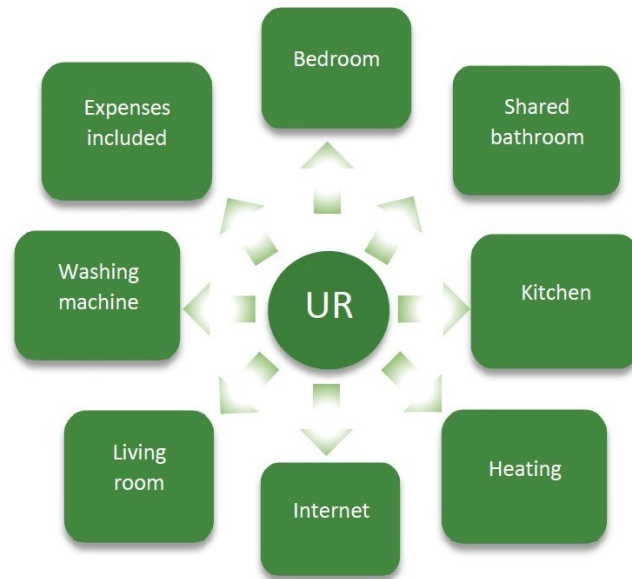 Bedroom
Expenses
included
Shared
bathroom
Washing
machine
UR
Kitchen
Living
room
Internet
Heating